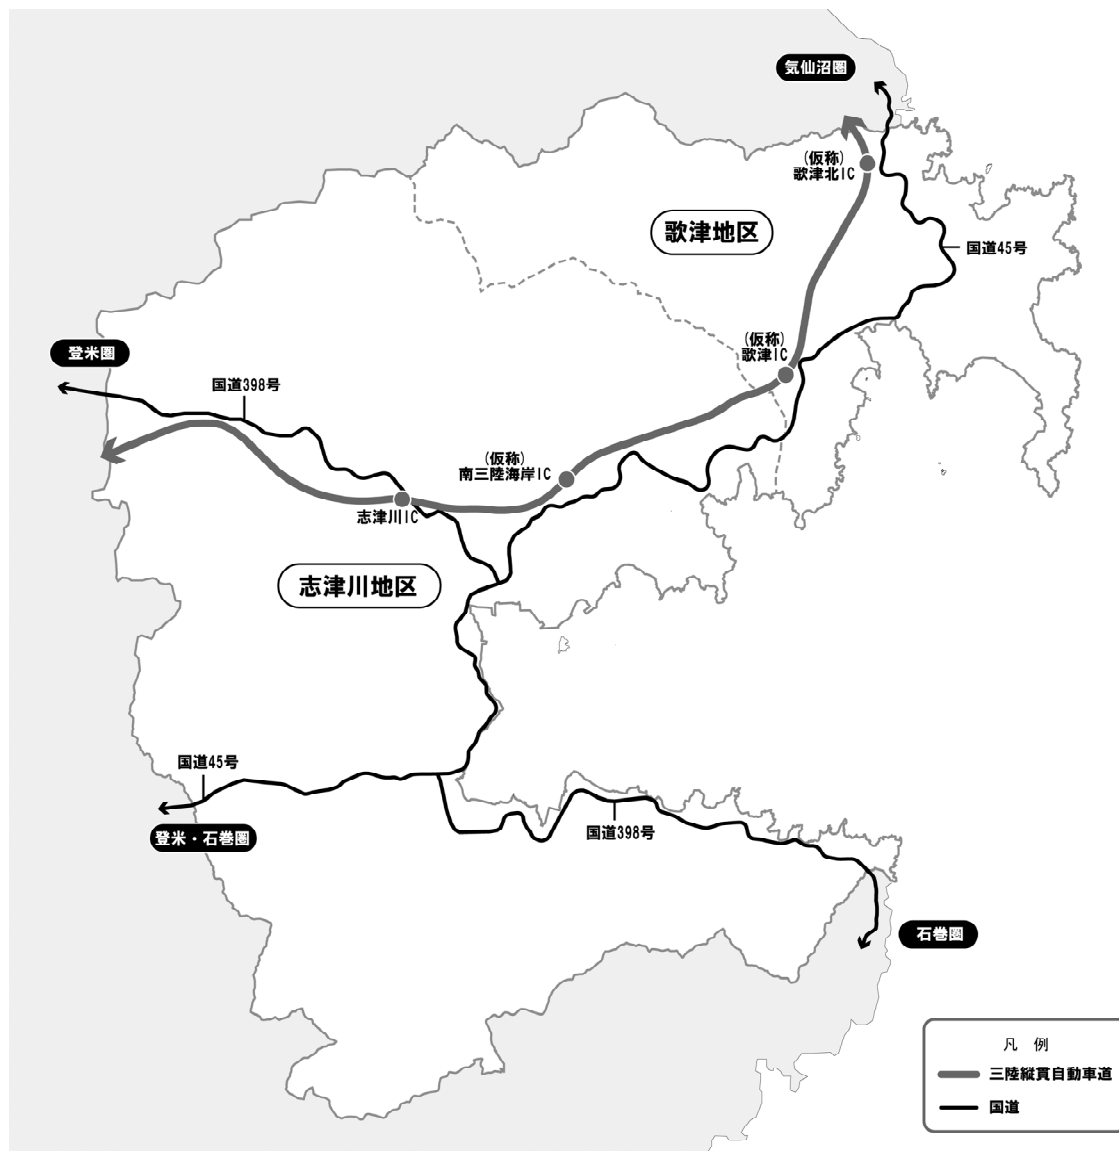 気仙沼圏
(仮称)
歌津北IC
歌津地区
国道45号
(仮称)
歌津IC
登米圏
国道398号
(仮称)
南三陸海岸IC
志津川IC
志津川地区
国道45号
登米・石巻圏
国道398号
石巻圏
凡 例
三陸縦貫自動車道
国道